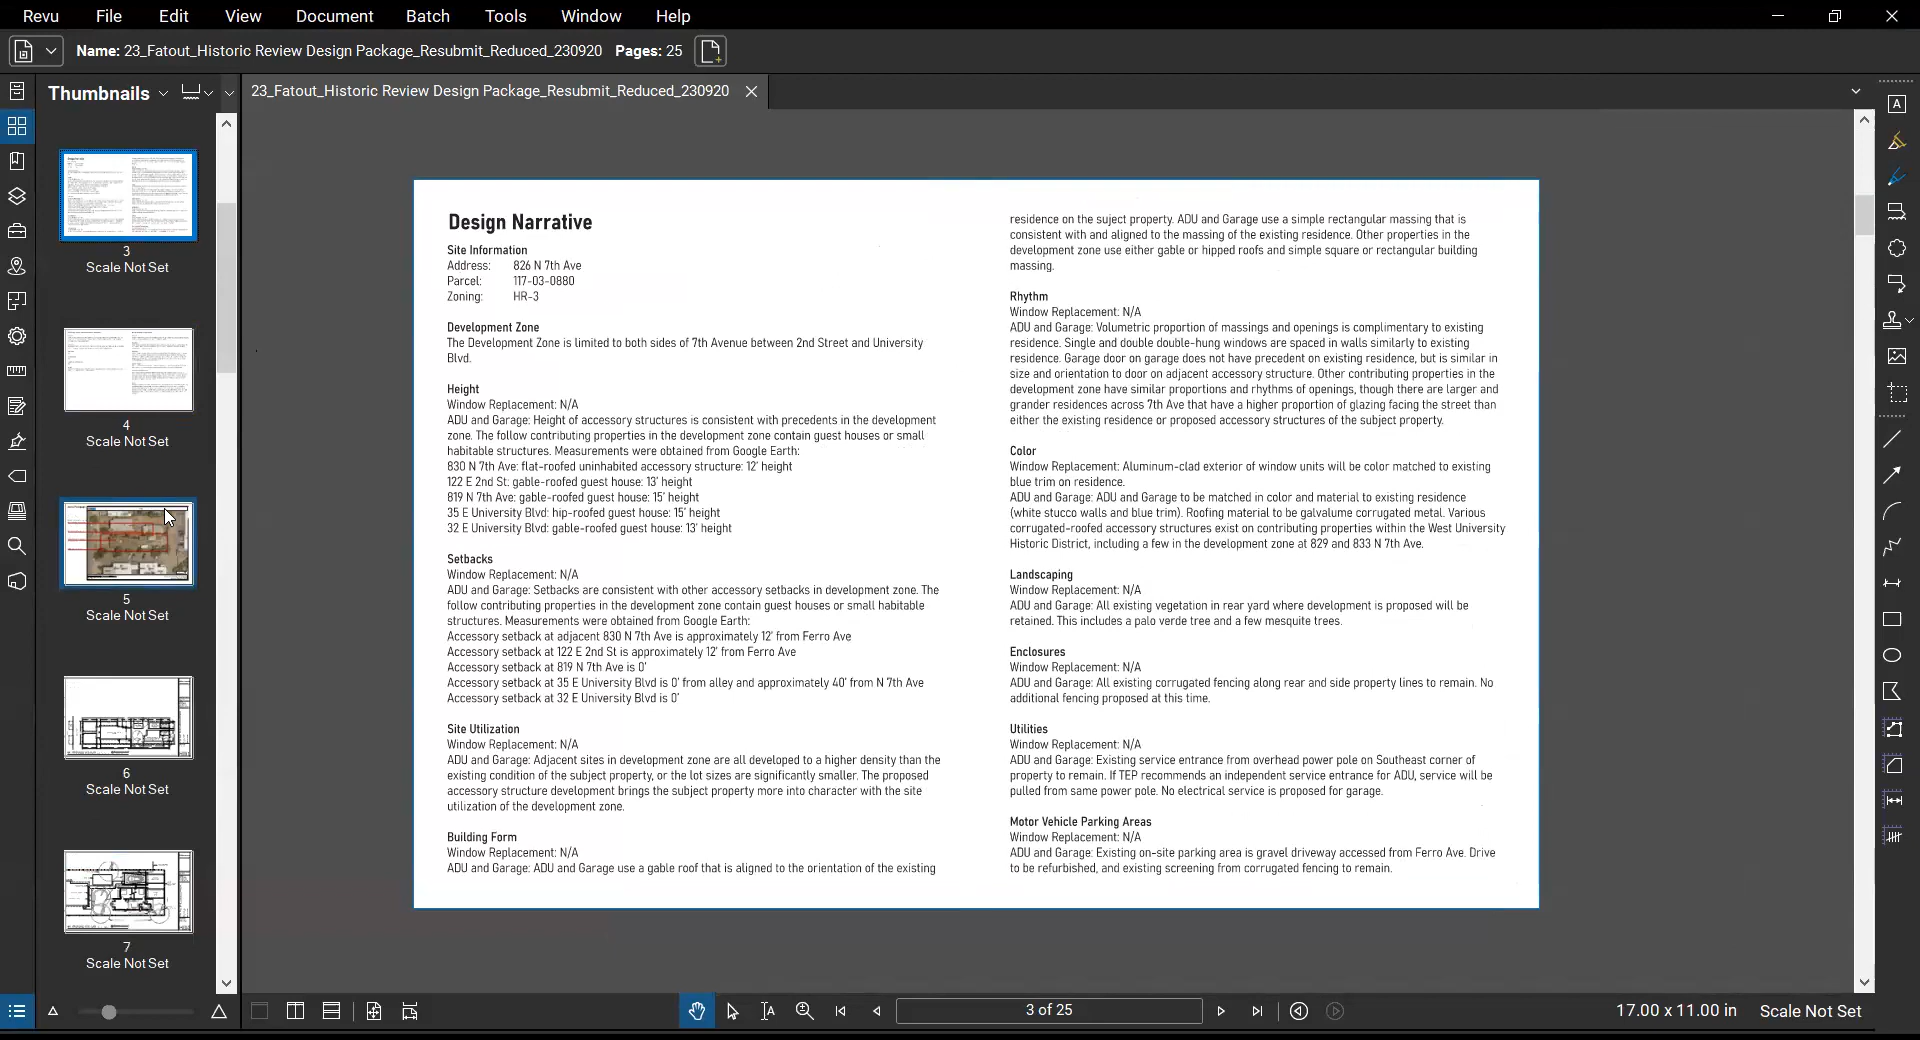 Revu File Edit View Document Batch Tools Window Help
Name: 23_Fatout_Historic Review Design Package_Resubmit_Reduced_230920 Pages: 25
Thumbnails
23_Fatout_Historic Review Design Package_Resubmit_Reduced_230920
3
Scale Not Set
4
Scale Not Set
5
Scale Not Set
6
Scale Not Set
7
Scale Not Set
Design Narrative
Site Information
Address: 826 N 7th Ave
Parcel: 117-03-0880
Zoning: HR-3
Development Zone
The Development Zone is limited to both sides of 7th Avenue between 2nd Street and University
Blvd.
Height
Window Replacement: N/A
ADU and Garage: Height of accessory structures is consistent with precedents in the development
zone. The follow contributing properties in the development zone contain guest houses or small
habitable structures. Measurements were obtained from Google Earth:
830 N 7th Ave: flat-roofed uninhabited accessory structure: 12' height
122 E 2nd St: gable-roofed guest house: 13' height
819 N 7th Ave: gable-roofed guest house: 15' height
35 E University Blvd: hip-roofed guest house: 15' height
32 E University Blvd: gable-roofed guest house: 13' height
Setbacks
Window Replacement: N/A
ADU and Garage: Setbacks are consistent with other accessory setbacks in development zone. The
follow contributing properties in the development zone contain guest houses or small habitable
structures. Measurements were obtained from Google Earth:
Accessory setback at adjacent 830 N 7th Ave is approximately 12' from Ferro Ave
Accessory setback at 122 E 2nd St is approximately 12' from Ferro Ave
Accessory setback at 819 N 7th Ave is 0'
Accessory setback at 35 E University Blvd is 0' from alley and approximately 40' from N 7th Ave
Accessory setback at 32 E University Blvd is 0'
Site Utilization
Window Replacement: N/A
ADU and Garage: Adjacent sites in development zone are all developed to a higher density than the
existing condition of the subject property, or the lot sizes are significantly smaller. The proposed
accessory structure development brings the subject property more into character with the site
utilization of the development zone.
Building Form
Window Replacement: N/A
ADU and Garage: ADU and Garage use a gable roof that is aligned to the orientation of the existing
residence on the suject property. ADU and Garage use a simple rectangular massing that is
consistent with and aligned to the massing of the existing residence. Other properties in the
development zone use either gable or hipped roofs and simple square or rectangular building
massing.
Rhythm
Window Replacement: N/A
ADU and Garage: Volumetric proportion of massings and openings is complimentary to existing
residence. Single and double double-hung windows are spaced in walls similarly to existing
residence. Garage door on garage does not have precedent on existing residence, but is similar in
size and orientation to door on adjacent accessory structure. Other contributing properties in the
development zone have similar proportions and rhythms of openings, though there are larger and
grander residences across 7th Ave that have a higher proportion of glazing facing the street than
either the existing residence or proposed accessory structures of the subject property.
Color
Window Replacement: Aluminum-clad exterior of window units will be color matched to existing
blue trim on residence.
ADU and Garage: ADU and Garage to be matched in color and material to existing residence
(white stucco walls and blue trim). Roofing material to be galvalume corrugated metal. Various
corrugated-roofed accessory structures exist on contributing properties within the West University
Historic District, including a few in the development zone at 829 and 833 N 7th Ave.
Landscaping
Window Replacement: N/A
ADU and Garage: All existing vegetation in rear yard where development is proposed will be
retained. This includes a palo verde tree and a few mesquite trees.
Enclosures
Window Replacement: N/A
ADU and Garage: All existing corrugated fencing along rear and side property lines to remain. No
additional fencing proposed at this time.
Utilities
Window Replacement: N/A
ADU and Garage: Existing service entrance from overhead power pole on Southeast corner of
property to remain. If TEP recommends an independent service entrance for ADU, service will be
pulled from same power pole. No electrical service is proposed for garage.
Motor Vehicle Parking Areas
Window Replacement: N/A
ADU and Garage: Existing on-site parking area is gravel driveway accessed from Ferro Ave. Drive
to be refurbished, and existing screening from corrugated fencing to remain.
3 of 25
17.00 x 11.00 in Scale Not Set